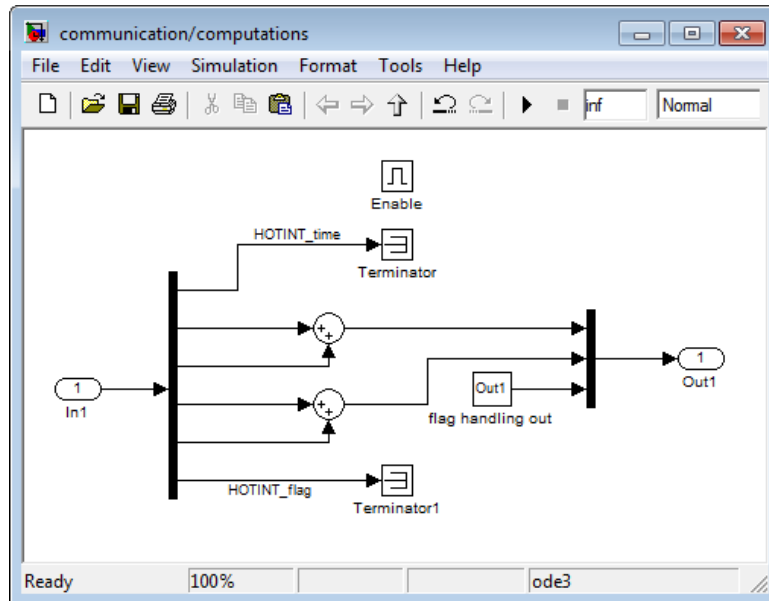 communication/computations
File Edit View Simulation Format Tools Help
inf Normal
Enable
HOTINT_time
Terminator
+
+
1
In1
1
Out1
Out1
flag handling out
+
+
HOTINT_flag
Terminator1
Ready 100% ode3